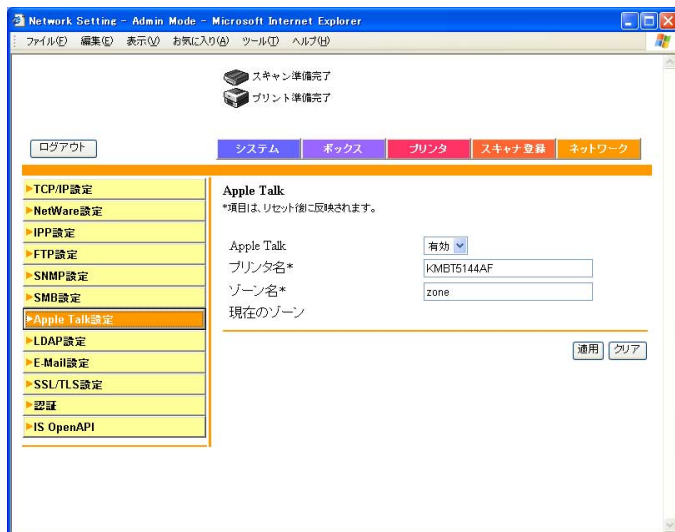 Network Setting - Admin Mode - Microsoft Internet Explorer
ファイル(F) 編集(E) 表示(V) お気に入り(A) ツール(T) ヘルプ(H)
スキャン準備完了
プリント準備完了
ログアウト
システム ボックス プリンタ スキャナ登録 ネットワーク
TCP/IP設定
NetWare設定
IPP設定
FTP設定
SNMP設定
SMB設定
Apple Talk設定
LDAP設定
E-Mail設定
SSL/TLS設定
認証
IS OpenAPI
Apple Talk
*項目は、リセット後に反映されます。
Apple Talk 有効
プリンタ名* KMBT5144AF
ゾーン名* zone
現在のゾーン
適用 クリア